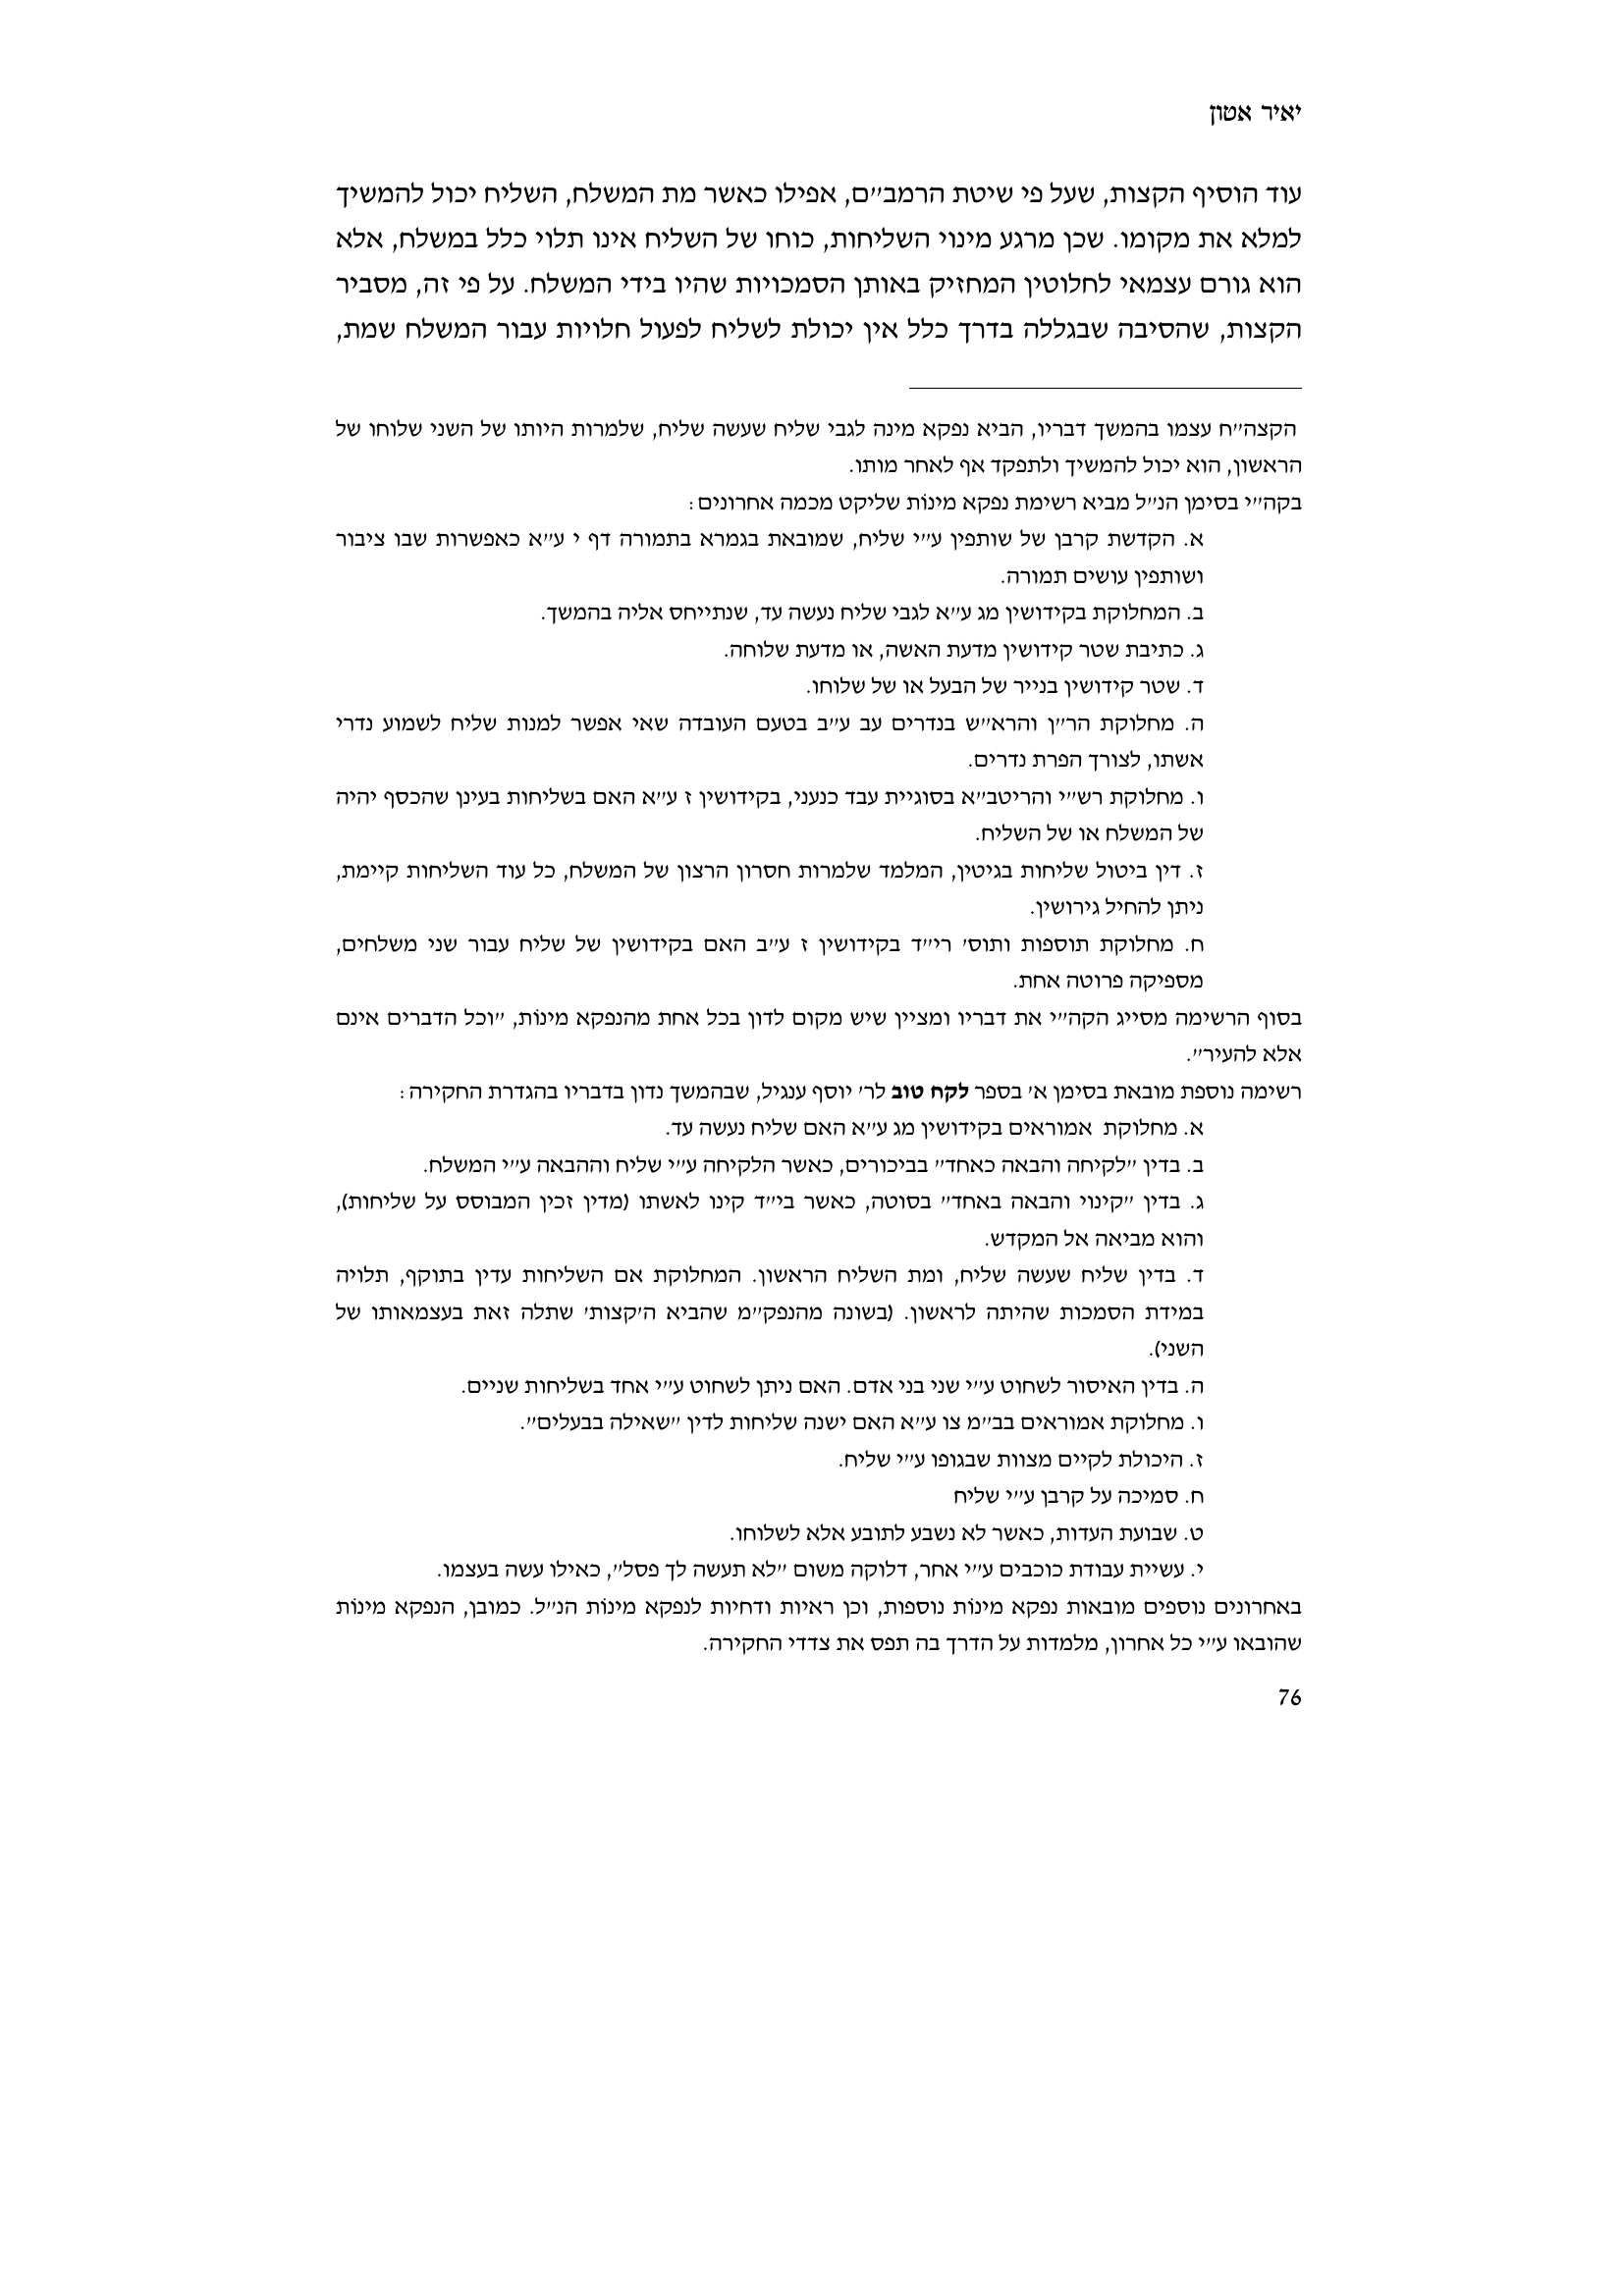 יאיר אטון
עוד הוסיף הקצות, שעל פי שיטת הרמב"ם, אפילו כאשר מת המשלח, השליח יכול להמשיך
למלא את מקומו. שכן מרגע מינוי השליחות, כוחו של השליח אינו תלוי כלל במשלח, אלא
הוא גורם עצמאי לחלוטין המחזיק באותן הסמכויות שהיו בידי המשלח. על פי זה, מסביר
הקצות, שהסיבה שבגללה בדרך כלל אין יכולת לשליח לפעול חלויות עבור המשלח שמת,
הקצה"ח עצמו בהמשך דבריו, הביא נפקא מינה לגבי שליח שעשה שליח, שלמרות היותו של השני שלוחו של
הראשון, הוא יכול להמשיך ולתפקד אף לאחר מותו.
בקה"י בסימן הנ"ל מביא רשימת נפקא מינוֹת שליקט מכמה אחרונים:
א. הקדשת קרבן של שותפין ע"י שליח, שמובאת בגמרא בתמורה דף י ע"א כאפשרות שבו ציבור
ושותפין עושים תמורה.
ב. המחלוקת בקידושין מג ע"א לגבי שליח נעשה עד, שנתייחס אליה בהמשך.
ג. כתיבת שטר קידושין מדעת האשה, או מדעת שלוחה.
ד. שטר קידושין בנייר של הבעל או של שלוחו.
ה. מחלוקת הר"ן והרא"ש בנדרים עב ע"ב בטעם העובדה שאי אפשר למנות שליח לשמוע נדרי
אשתו, לצורך הפרת נדרים.
ו. מחלוקת רש"י והריטב"א בסוגיית עבד כנעני, בקידושין ז ע"א האם בשליחות בעינן שהכסף יהיה
של המשלח או של השליח.
ז. דין ביטול שליחות בגיטין, המלמד שלמרות חסרון הרצון של המשלח, כל עוד השליחות קיימת,
ניתן להחיל גירושין.
ח. מחלוקת תוספות ותוס' רי"ד בקידושין ז ע"ב האם בקידושין של שליח עבור שני משלחים,
מספיקה פרוטה אחת.
בסוף הרשימה מסייג הקה"י את דבריו ומציין שיש מקום לדון בכל אחת מהנפקא מינוֹת, "וכל הדברים אינם
אלא להעיר".
רשימה נוספת מובאת בסימן א' בספר לקח טוב לר' יוסף ענגיל, שבהמשך נדון בדבריו בהגדרת החקירה:
א. מחלוקת אמוראים בקידושין מג ע"א האם שליח נעשה עד.
ב. בדין "לקיחה והבאה כאחד" בביכורים, כאשר הלקיחה ע"י שליח וההבאה ע"י המשלח.
ג. בדין "קינוי והבאה באחד" בסוטה, כאשר בי"ד קינו לאשתו (מדין זכין המבוסס על שליחות),
והוא מביאה אל המקדש.
ד. בדין שליח שעשה שליח, ומת השליח הראשון. המחלוקת אם השליחות עדין בתוקף, תלויה
במידת הסמכות שהיתה לראשון. (בשונה מהנפק"מ שהביא ה'קצות' שתלה זאת בעצמאותו של
השני).
ה. בדין האיסור לשחוט ע"י שני בני אדם. האם ניתן לשחוט ע"י אחד בשליחות שניים.
ו. מחלוקת אמוראים בב"מ צו ע"א האם ישנה שליחות לדין "שאילה בבעלים".
ז. היכולת לקיים מצוות שבגופו ע"י שליח.
ח. סמיכה על קרבן ע"י שליח
ט. שבועת העדות, כאשר לא נשבע לתובע אלא לשלוחו.
י. עשיית עבודת כוכבים ע"י אחר, דלוקה משום "לא תעשה לך פסל", כאילו עשה בעצמו.
באחרונים נוספים מובאות נפקא מינוֹת נוספות, וכן ראיות ודחיות לנפקא מינוֹת הנ"ל. כמובן, הנפקא מינוֹת
שהובאו ע"י כל אחרון, מלמדות על הדרך בה תפס את צדדי החקירה.
76